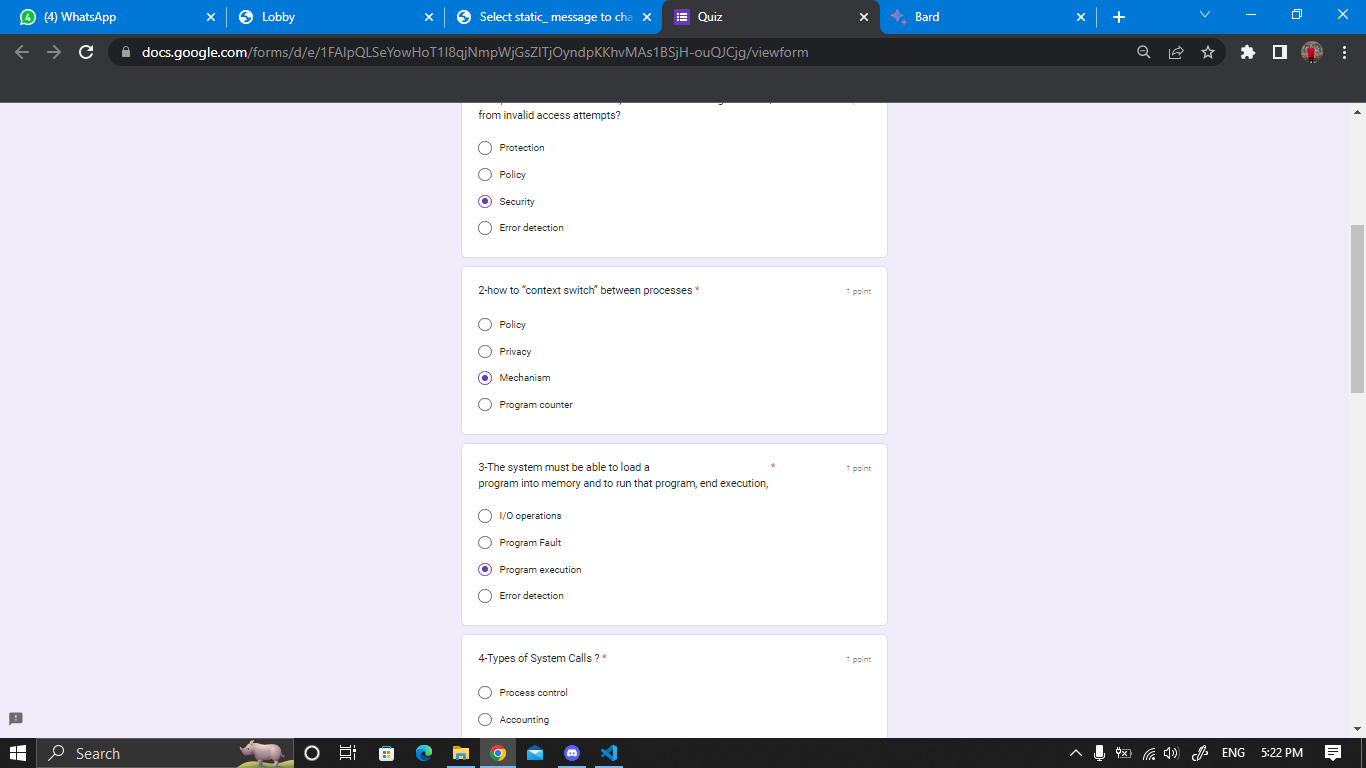 (4) WhatsApp
Lobby
Select static_ message to cha
Quiz
Bard
docs.google.com/forms/d/e/1FAIpQLSeYowHoT1I8qjNmpWjGsZITjOyndpKKhvMAs1BSjH-ouQJCjg/viewform
from invalid access attempts?
Protection
Policy
Security
Error detection
2-how to “context switch” between processes *
1 point
Policy
Privacy
Mechanism
Program counter
3-The system must be able to load a *
1 point
program into memory and to run that program, end execution,
I/O operations
Program Fault
Program execution
Error detection
4-Types of System Calls ? *
1 point
Process control
Accounting
Search
ENG
5:22 PM